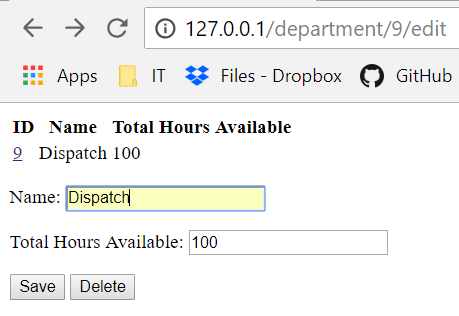 127.0.0.1/department/9/edit
Apps IT Files - Dropbox GitHub
ID Name Total Hours Available
9 Dispatch 100
Name: Dispatch
Total Hours Available: 100
Save Delete